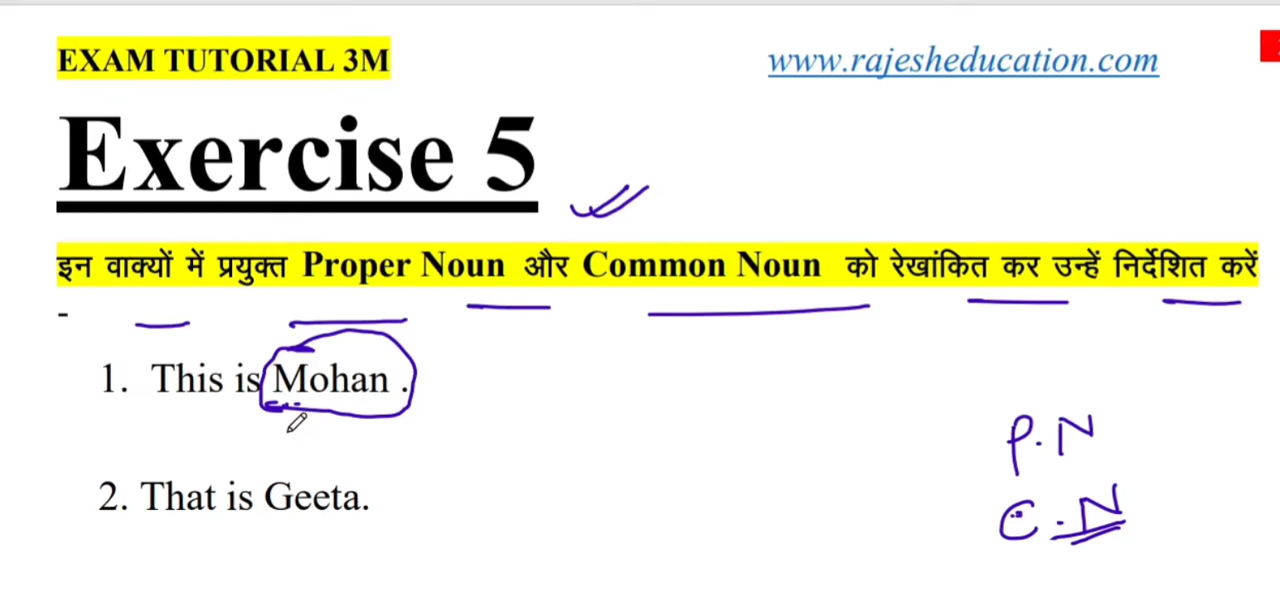 EXAM TUTORIAL 3M www.rajesheducation.com
Exercise 5
इन वाक्यों में प्रयुक्त Proper Noun और Common Noun को रेखांकित कर उन्हें निर्देशित करें
-
1. This is Mohan .
P.N
2. That is Geeta.
C.N